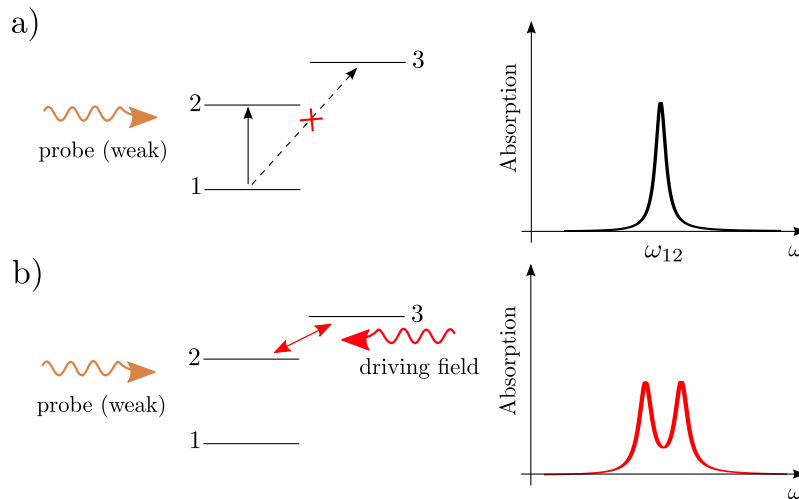 a)
3
2
probe (weak)
1
Absorption
ω12
ω
b)
3
2
driving field
probe (weak)
1
Absorption
ω